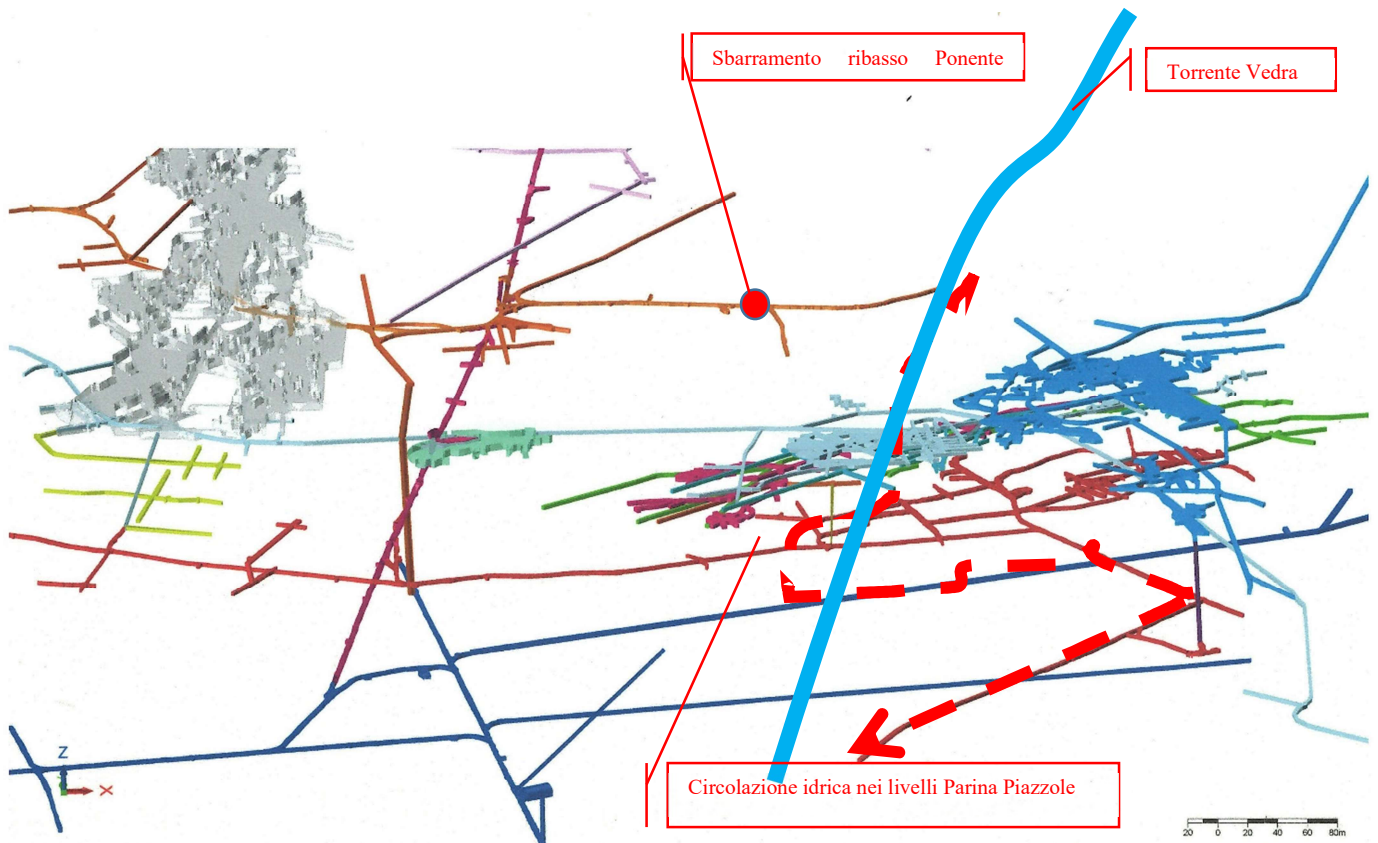 Sbarramento ribasso Ponente
Torrente Vedra
Z
X
Circolazione idrica nei livelli Parina Piazzole
20 0 20 40 60 80m